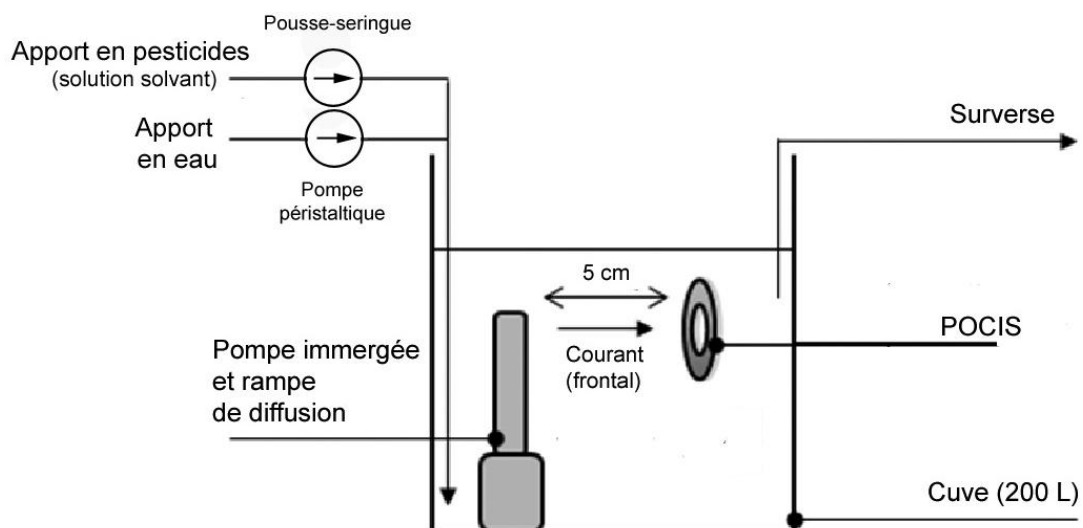 Pousse-seringue
Apport en pesticides
(solution solvant)
Apport
en eau
Pompe
péristaltique
Surverse
5 cm
Courant
(frontal)
POCIS
Pompe immergée
et rampe
de diffusion
Cuve (200 L)